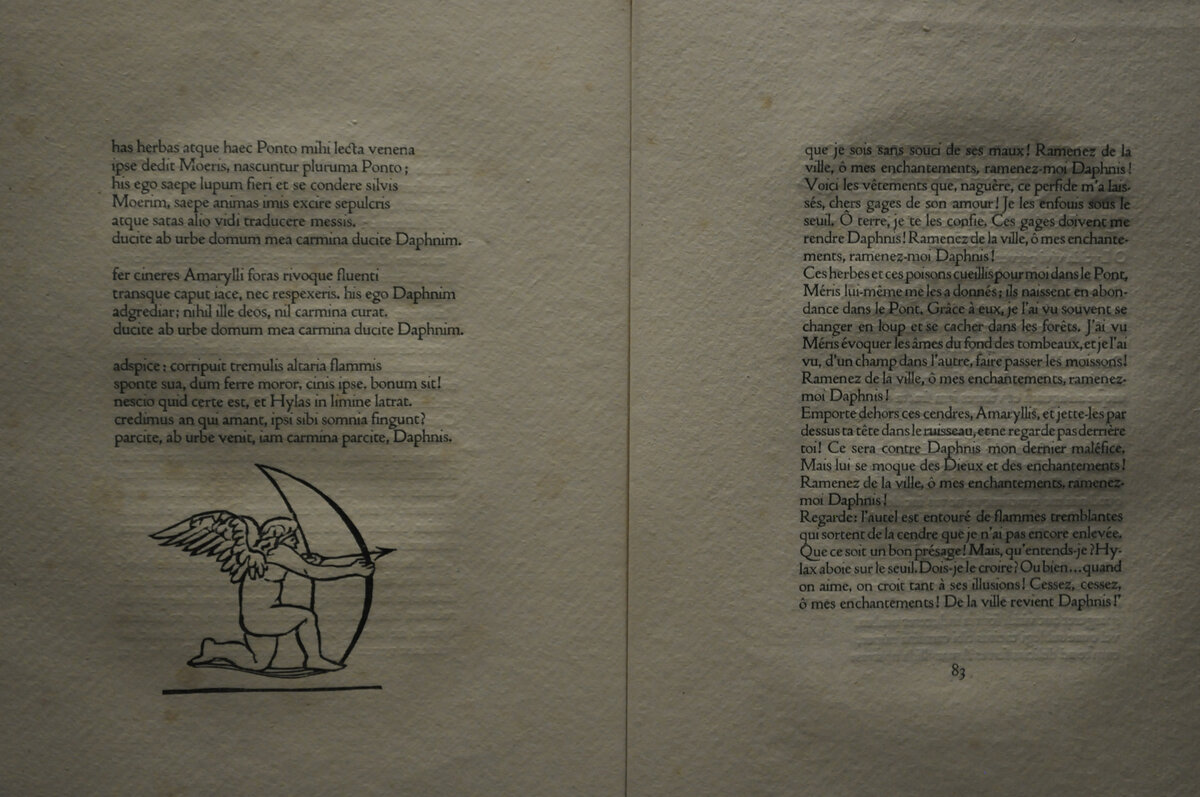 has herbas atque haec Ponto mihi lecta venena
ipse dedit Moeris, nascuntur pluruma Ponto;
his ego saepe lupum fieri et se condere silvis
Moerim, saepe animas imis excire sepulcris
atque satas alio vidi traducere messis.
ducite ab urbe domum mea carmina ducite Daphnim.
fer cineres Amarylli foras rivoque fluenti
transque caput iace, nec respexeris. his ego Daphnim
adgrediar; nihil ille deos, nil carmina curat.
ducite ab urbe domum mea carmina ducite Daphnim.
adspice: corripuit tremulis altaria flammis
sponte sua, dum ferre moror, cinis ipse, bonum sit!
nescio quid certe est, et Hylas in limine latrat.
credimus an qui amant, ipsi sibi somnia fingunt?
parcite, ab urbe venit, iam carmina parcite, Daphnis.
que je sois sans souci de ses maux! Ramenez de la
ville, ô mes enchantements, ramenez-moi Daphnis!
Voici les vêtements que, naguère, ce perfide m'a lais-
sés, chers gages de son amour! Je les enfouis sous le
seuil. Ô terre, je te les confie. Ces gages doivent me
rendre Daphnis! Ramenez de la ville, ô mes enchante-
ments, ramenez-moi Daphnis!
Ces herbes et ces poisons cueillis pour moi dans le Pont,
Méris lui-même me les a donnés; ils naissent en abon-
dance dans le Pont. Grâce à eux, je l'ai vu souvent se
changer en loup et se cacher dans les forêts. J'ai vu
Méris évoquer les âmes du fond des tombeaux, et je l'ai
vu, d'un champ dans l'autre, faire passer les moissons!
Ramenez de la ville, ô mes enchantements, ramenez-
moi Daphnis!
Emporte dehors ces cendres, Amaryllis, et jette-les par
dessus ta tête dans le ruisseau, et ne regarde pas derrière
toi! Ce sera contre Daphnis mon dernier maléfice.
Mais lui se moque des Dieux et des enchantements!
Ramenez de la ville, ô mes enchantements, ramenez-
moi Daphnis!
Regarde: l'autel est entouré de flammes tremblantes
qui sortent de la cendre que je n'ai pas encore enlevée.
Que ce soit un bon présage! Mais, qu'entends-je? Hy-
lax aboie sur le seuil. Dois-je le croire? Ou bien...quand
on aime, on croit tant à ses illusions! Cessez, cessez,
ô mes enchantements! De la ville revient Daphnis!"
83